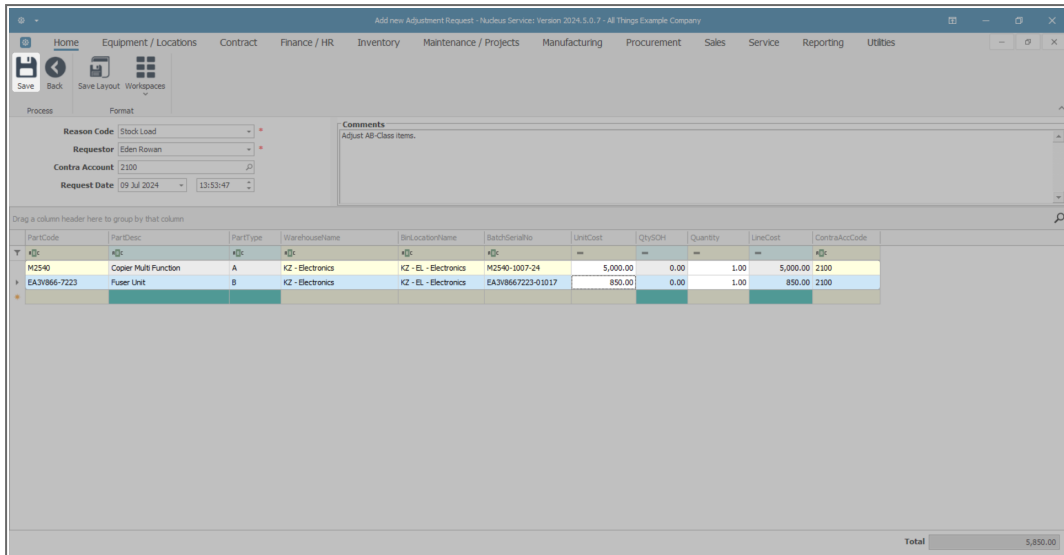 Add new Adjustment Request - Nucleus Service: Version 2024.5.0.7 - All Things Example Company
Home Equipment / Locations Contract Finance / HR Inventory Maintenance / Projects Manufacturing Procurement Sales Service Reporting Utilities
Save Back Save Layout Workspaces
Process Format
Reason Code Stock Load *
Requestor Eden Rowan *
Contra Account 2100
Request Date 09 Jul 2024 13:53:47
Comments
Adjust AB-Class items.
Drag a column header here to group by that column
PartCode PartDesc PartType WarehouseName BinLocationName BatchSerialNo UnitCost QtySOH Quantity LineCost ContraAccCode
M2540 Copier Multi Function A KZ - Electronics KZ - EL - Electronics M2540-1007-24 5,000.00 0.00 1.00 5,000.00 2100
EA3V866-7223 Fuser Unit B KZ - Electronics KZ - EL - Electronics EA3V8667223-01017 850.00 0.00 1.00 850.00 2100
Total 5,850.00